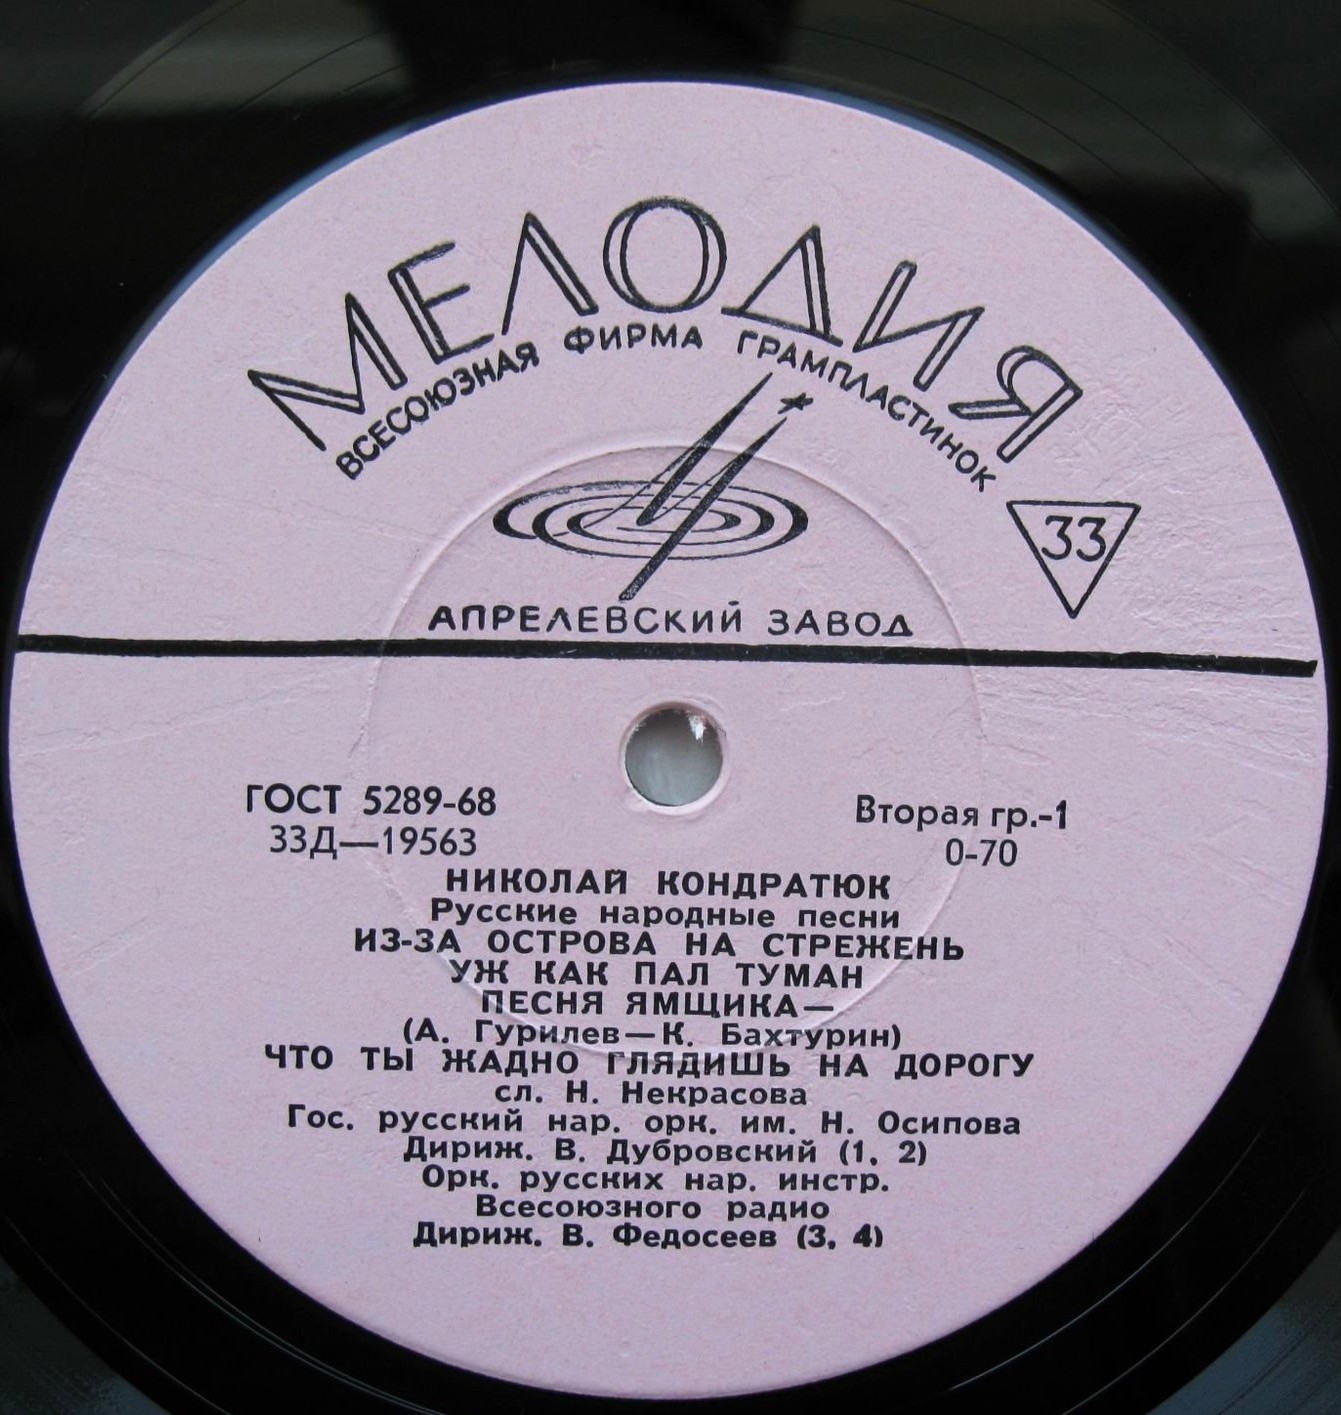 МЕЛОДИЯ
ВСЕСОЮЗНАЯ ФИРМА ГРАМПЛАСТИНОК
33
АПРЕЛЕВСКИЙ ЗАВОД
ГОСТ 5289-68
33Д—19563
Вторая гр.-1
0-70
НИКОЛАЙ КОНДРАТЮК
Русские народные песни
ИЗ-ЗА ОСТРОВА НА СТРЕЖЕНЬ
УЖ КАК ПАЛ ТУМАН
ПЕСНЯ ЯМЩИКА—
(А. Гурилев—К. Бахтурин)
ЧТО ТЫ ЖАДНО ГЛЯДИШЬ НА ДОРОГУ
сл. Н. Некрасова
Гос. русский нар. орк. им. Н. Осипова
Дириж. В. Дубровский (1, 2)
Орк. русских нар. инстр.
Всесоюзного радио
Дириж. В. Федосеев (3, 4)